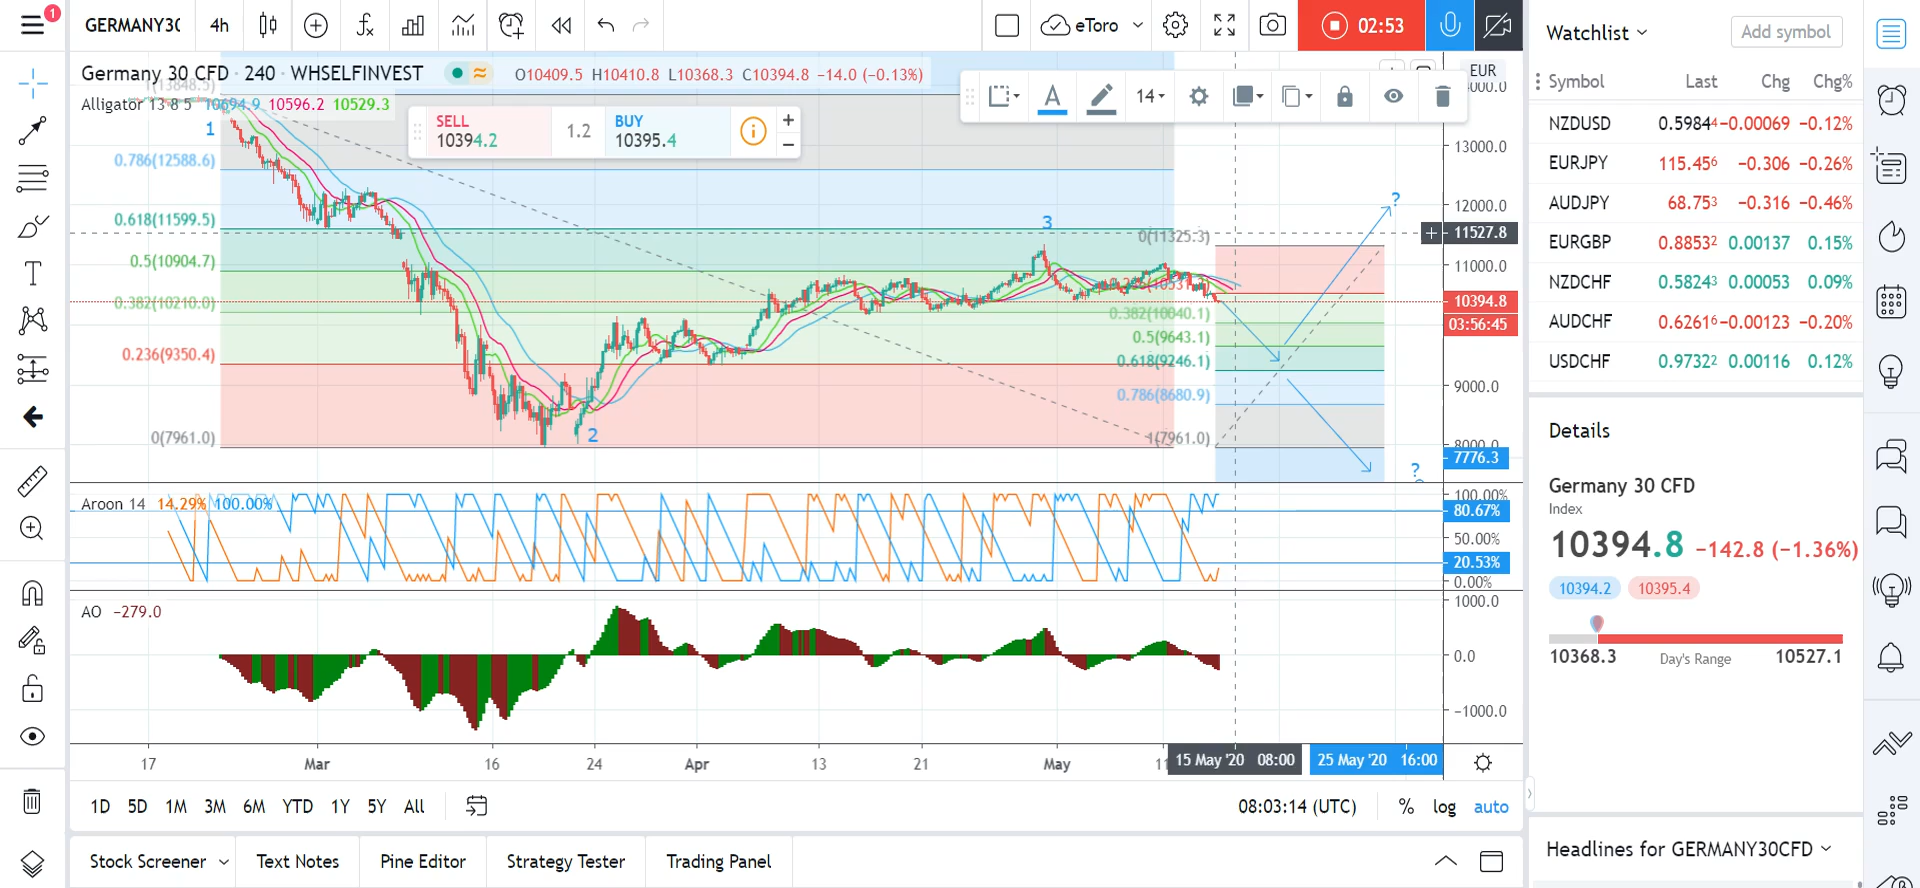 1
GERMANY30
4h
eToro
02:53
Germany 30 CFD · 240 · WHSELFINVEST
O10409.5 H10410.8 L10368.3 C10394.8 −14.0 (−0.13%)
EUR
1(13848.5)
Alligator 13 8 5 10694.9 10596.2 10529.3
14
SELL
10394.2
1.2
BUY
10395.4
1
0.786(12588.6)
0.618(11599.5)
0.5(10904.7)
0.382(10210.0)
0.236(9350.4)
0(7961.0)
2
3
0(11325.3)
0.382(10040.1)
0.5(9643.1)
0.618(9246.1)
0.786(8680.9)
1(7961.0)
?
?
13000.0
12000.0
11527.8
11000.0
10394.8
03:56:45
9000.0
8000.0
7776.3
Aroon 14 14.29% 100.00%
100.00%
80.67%
50.00%
20.53%
0.00%
AO −279.0
1000.0
0.0
−1000.0
17 Mar 16 24 Apr 13 21 May 11 15 May '20 08:00 25 May '20 16:00
1D 5D 1M 3M 6M YTD 1Y 5Y All
08:03:14 (UTC) % log auto
Stock Screener Text Notes Pine Editor Strategy Tester Trading Panel
Watchlist
Add symbol
Symbol Last Chg Chg%
NZDUSD 0.59844 −0.00069 −0.12%
EURJPY 115.456 −0.306 −0.26%
AUDJPY 68.753 −0.316 −0.46%
EURGBP 0.88532 0.00137 0.15%
NZDCHF 0.58243 0.00053 0.09%
AUDCHF 0.62616 −0.00123 −0.20%
USDCHF 0.97322 0.00116 0.12%
Details
Germany 30 CFD
Index
10394.8 −142.8 (−1.36%)
10394.2 10395.4
10368.3 Day's Range 10527.1
Headlines for GERMANY30CFD